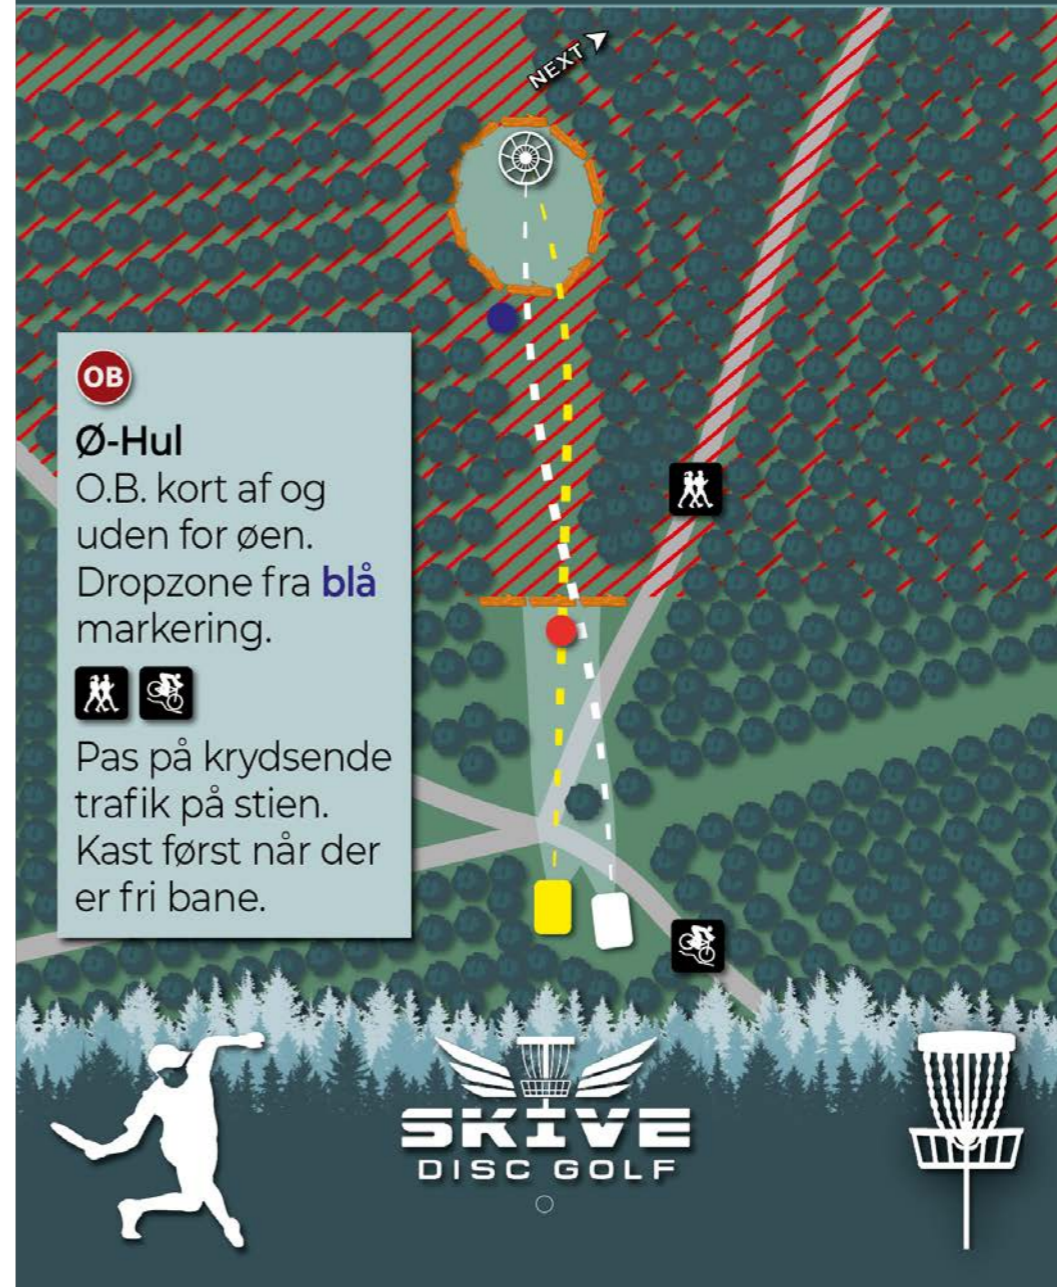 NEXT
OB
Ø-Hul
O.B. kort af og
uden for øen.
Dropzone fra blå
markering.
Pas på krydsende
trafik på stien.
Kast først når der
er fri bane.
SKIVE
DISC GOLF